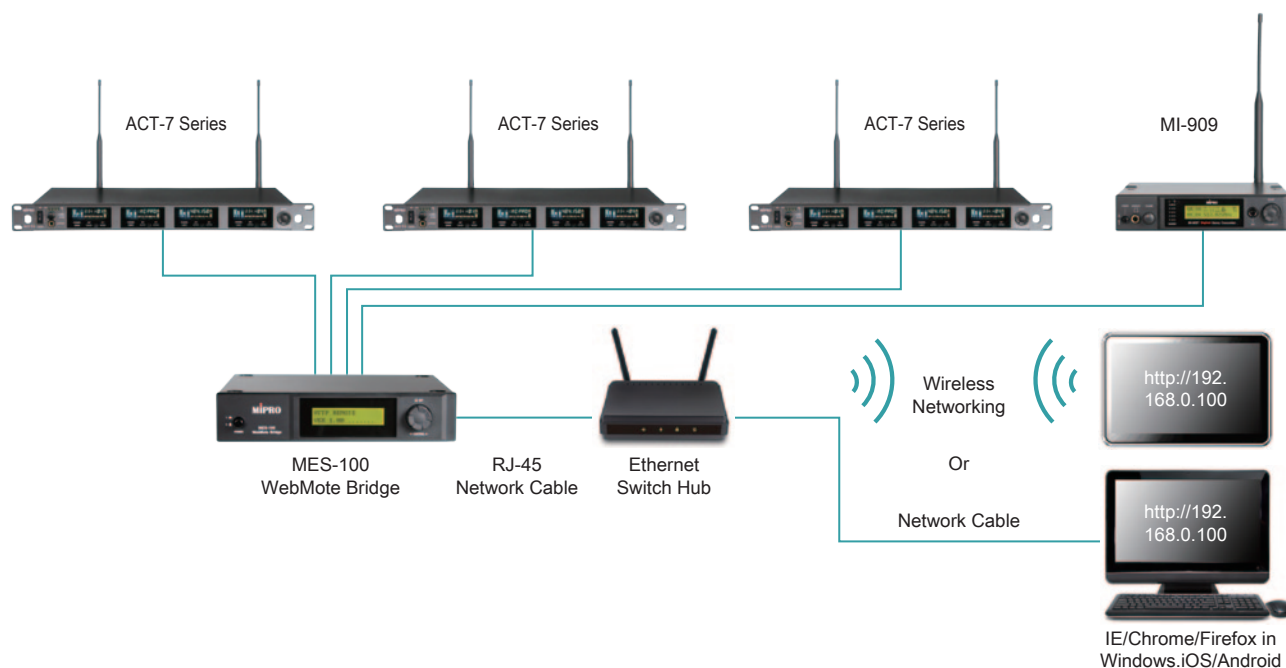 ACT-7 Series
ACT-7 Series
ACT-7 Series
MI-909
MIPRO
MES-100
WebMote Bridge
RJ-45
Network Cable
Ethernet
Switch Hub
Wireless
Networking
Or
Network Cable
http://192.
168.0.100
http://192.
168.0.100
IE/Chrome/Firefox in
Windows.iOS/Android